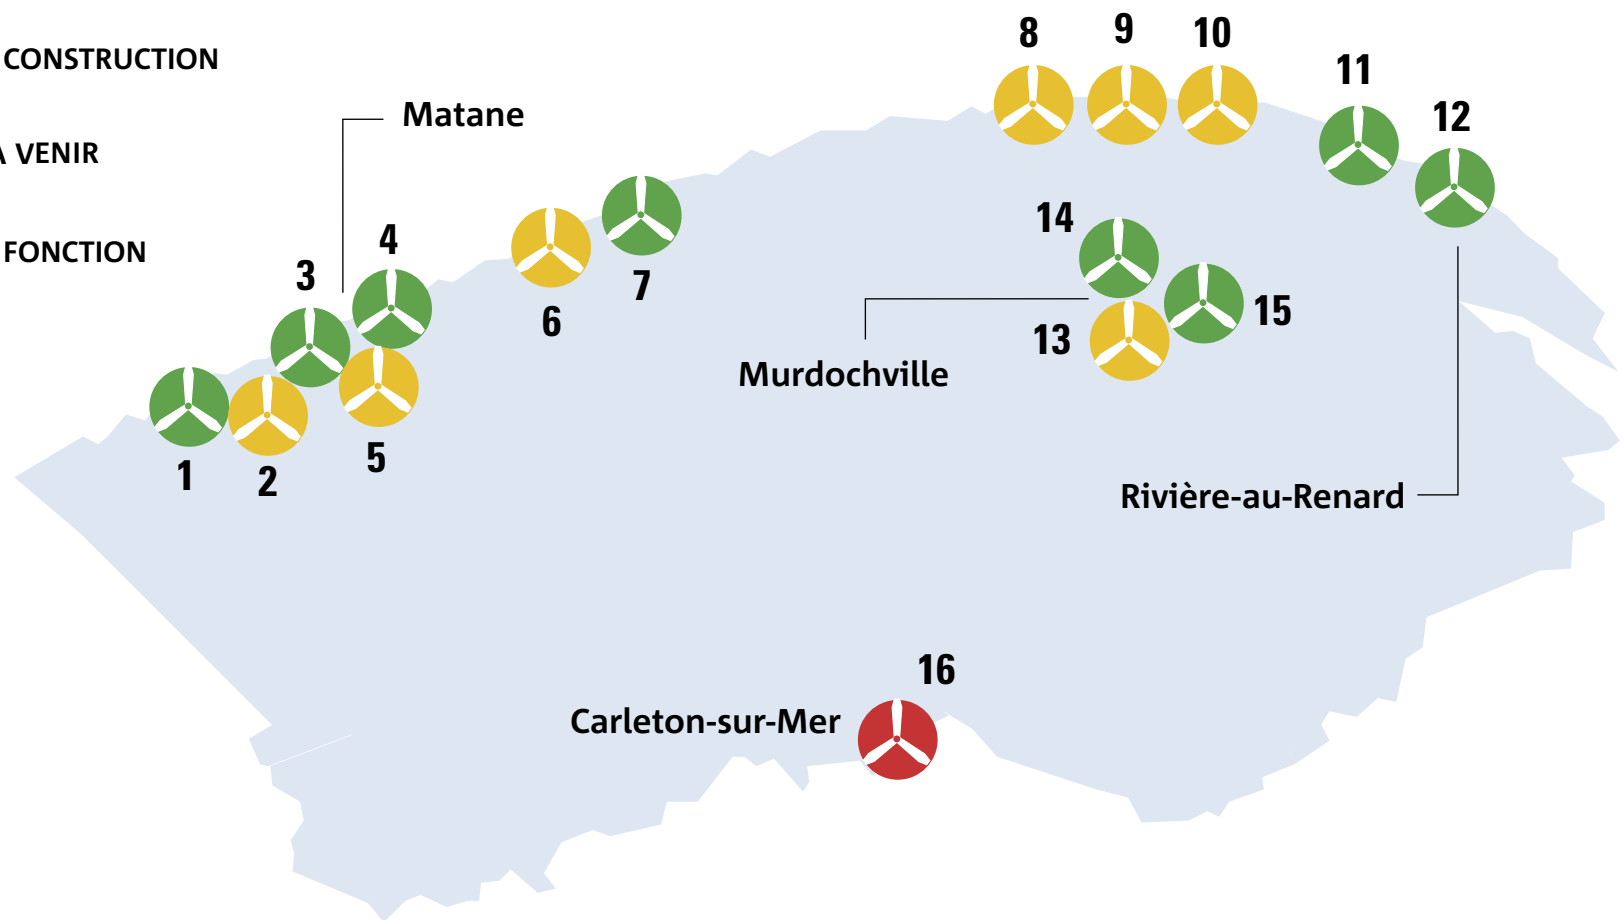 CONSTRUCTION
À VENIR
FONCTION
Matane
8
9
10
11
12
3
4
6
7
1
2
5
14
13
15
Murdochville
Rivière-au-Renard
16
Carleton-sur-Mer